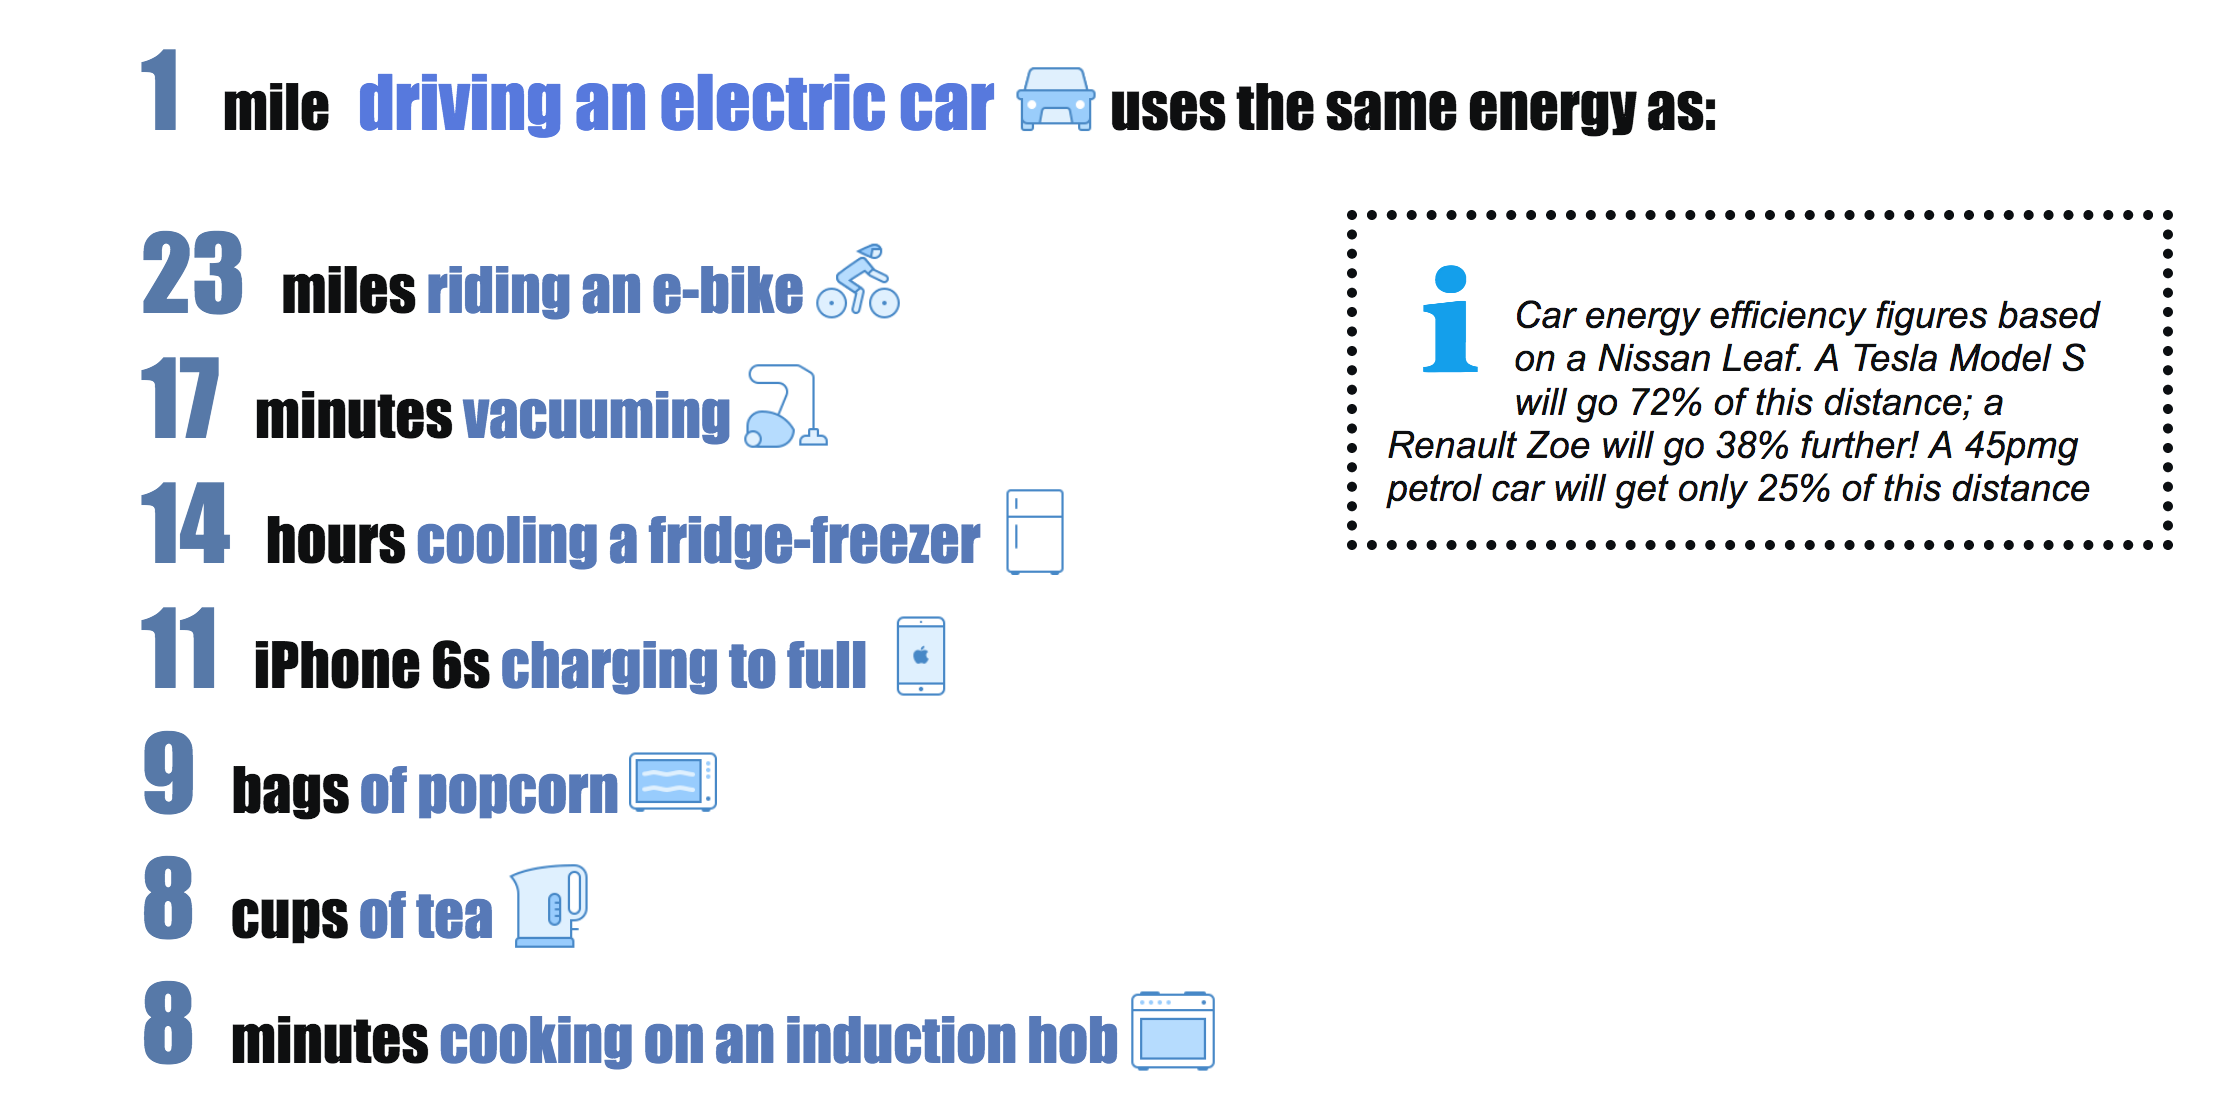 1 mile driving an electric car uses the same energy as:
23 miles riding an e-bike
17 minutes vacuuming
14 hours cooling a fridge-freezer
11 iPhone 6s charging to full
9 bags of popcorn
8 cups of tea
8 minutes cooking on an induction hob
i
Car energy efficiency figures based
on a Nissan Leaf. A Tesla Model S
will go 72% of this distance; a
Renault Zoe will go 38% further! A 45pmg
petrol car will get only 25% of this distance